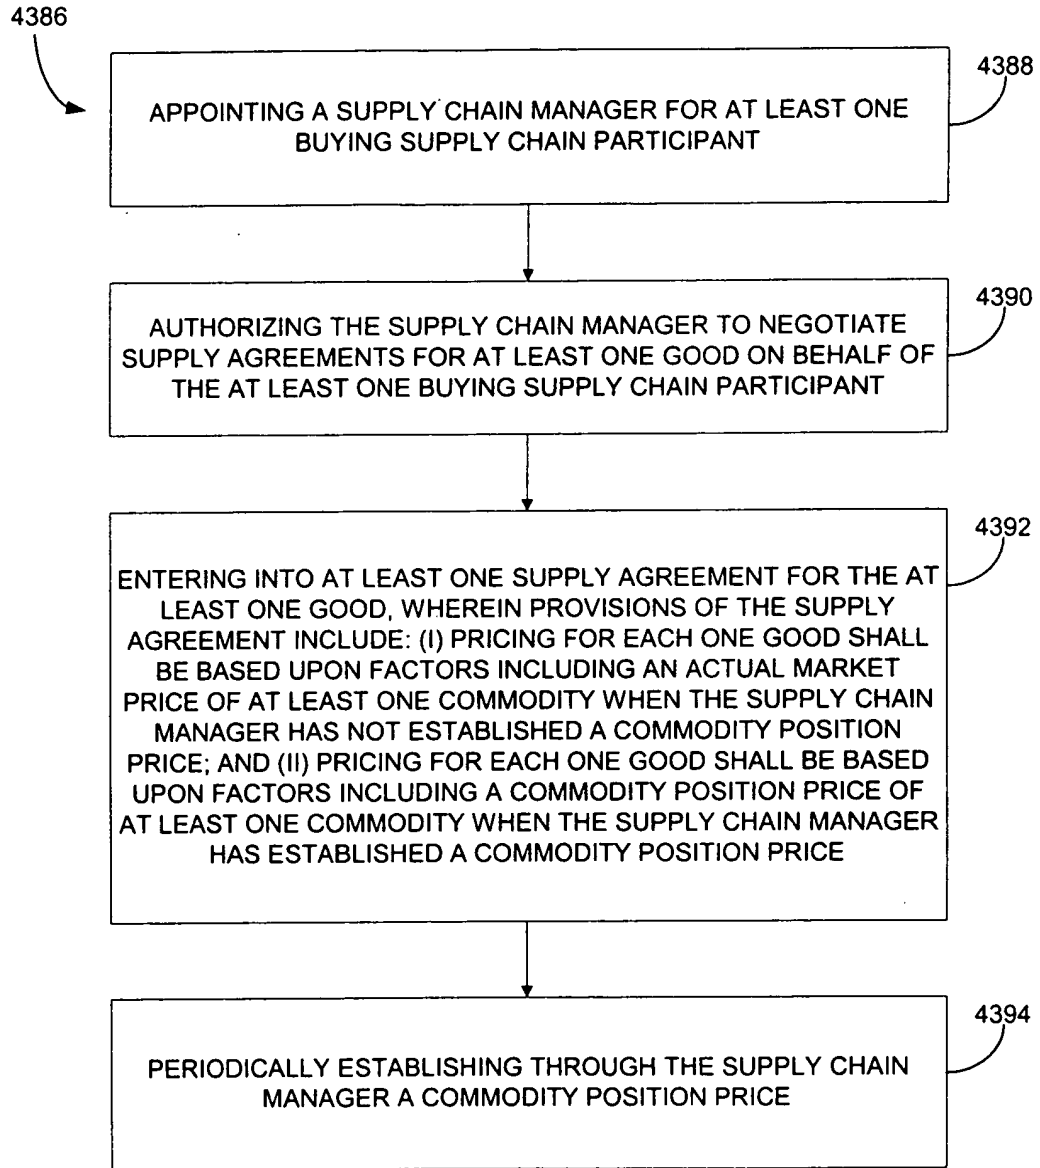 4386
4388
APPOINTING A SUPPLY CHAIN MANAGER FOR AT LEAST ONE
BUYING SUPPLY CHAIN PARTICIPANT
4390
AUTHORIZING THE SUPPLY CHAIN MANAGER TO NEGOTIATE
SUPPLY AGREEMENTS FOR AT LEAST ONE GOOD ON BEHALF OF
THE AT LEAST ONE BUYING SUPPLY CHAIN PARTICIPANT
4392
ENTERING INTO AT LEAST ONE SUPPLY AGREEMENT FOR THE AT
LEAST ONE GOOD, WHEREIN PROVISIONS OF THE SUPPLY
AGREEMENT INCLUDE: (I) PRICING FOR EACH ONE GOOD SHALL
BE BASED UPON FACTORS INCLUDING AN ACTUAL MARKET
PRICE OF AT LEAST ONE COMMODITY WHEN THE SUPPLY CHAIN
MANAGER HAS NOT ESTABLISHED A COMMODITY POSITION
PRICE; AND (II) PRICING FOR EACH ONE GOOD SHALL BE BASED
UPON FACTORS INCLUDING A COMMODITY POSITION PRICE OF
AT LEAST ONE COMMODITY WHEN THE SUPPLY CHAIN MANAGER
HAS ESTABLISHED A COMMODITY POSITION PRICE
4394
PERIODICALLY ESTABLISHING THROUGH THE SUPPLY CHAIN
MANAGER A COMMODITY POSITION PRICE